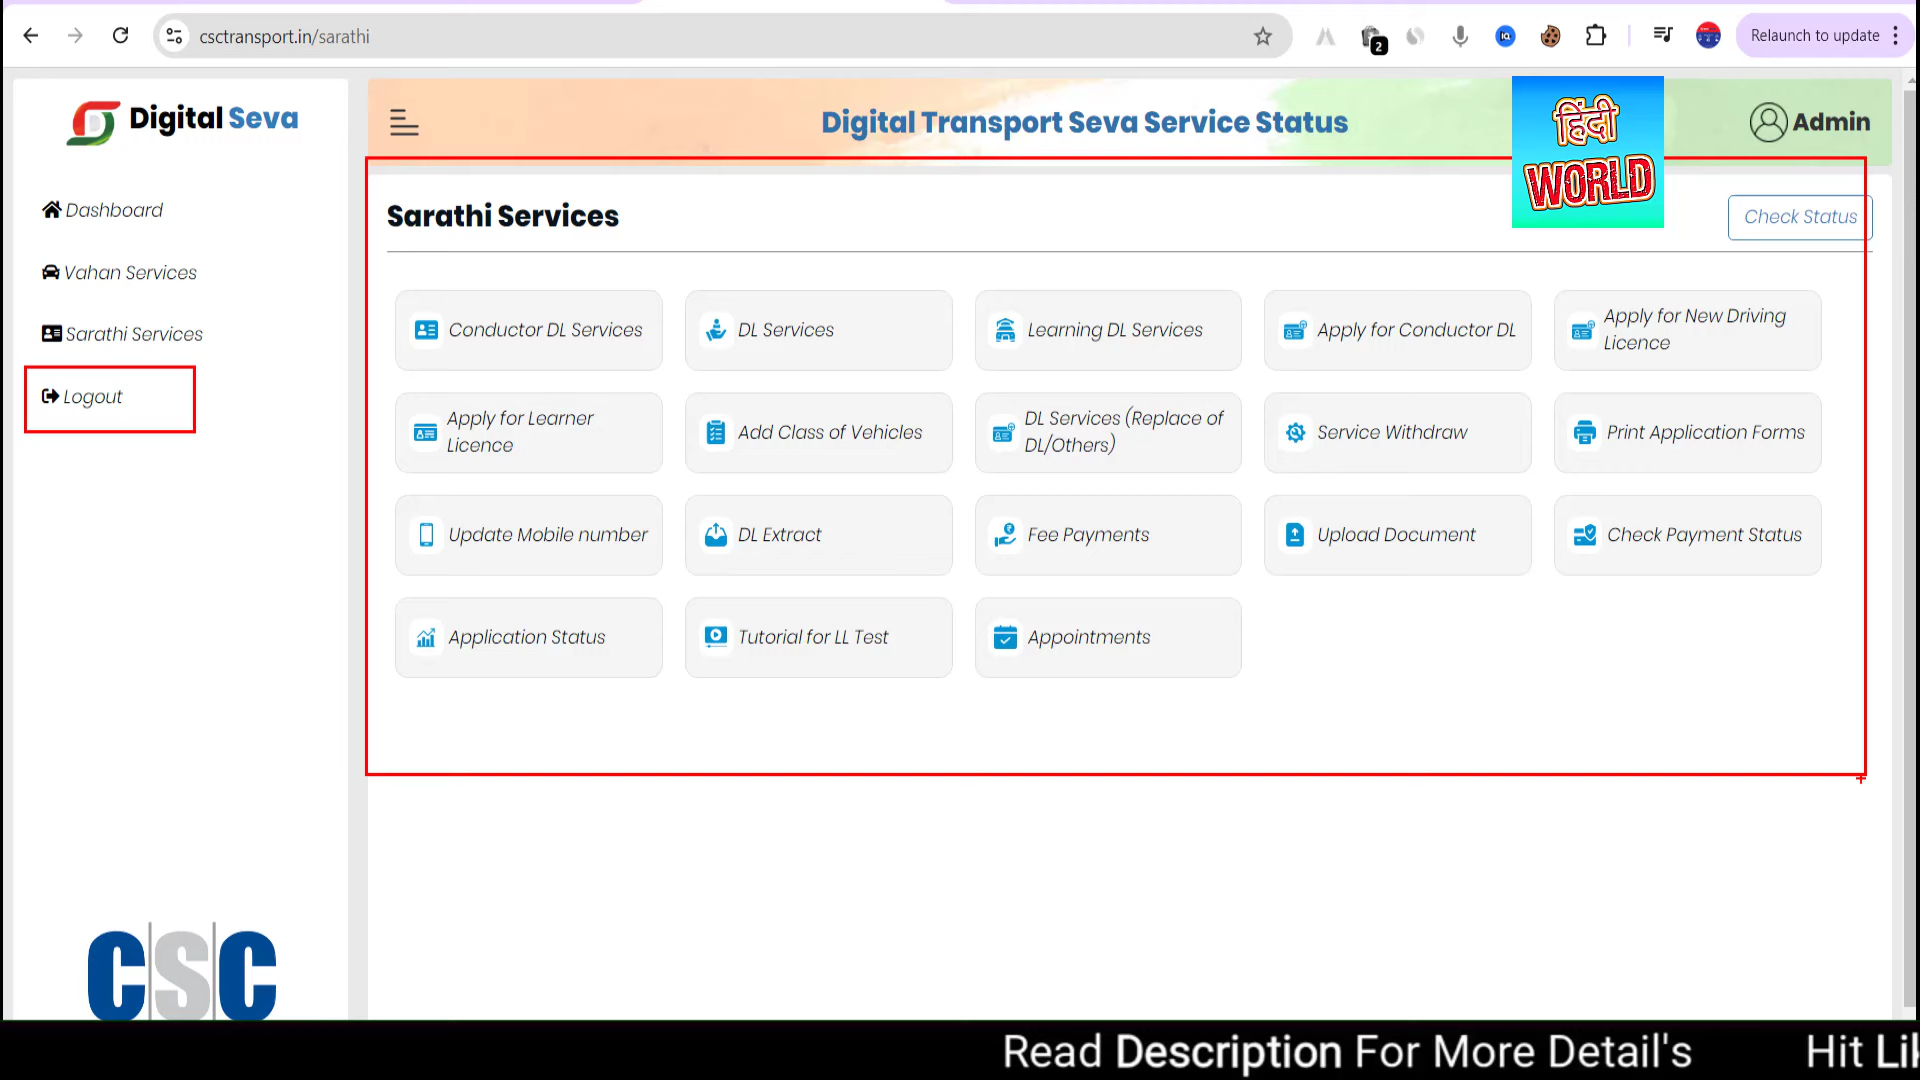 csctransport.in/sarathi
2
IQ
Relaunch to update
Digital Seva
Digital Transport Seva Service Status
हिंदी
WORLD
Admin
Dashboard
Vahan Services
Sarathi Services
Logout
Sarathi Services
Check Status
Conductor DL Services
DL Services
Learning DL Services
Apply for Conductor DL
Apply for New Driving
Licence
Apply for Learner
Licence
Add Class of Vehicles
DL Services (Replace of
DL/Others)
Service Withdraw
Print Application Forms
Update Mobile number
DL Extract
Fee Payments
Upload Document
Check Payment Status
Application Status
Tutorial for LL Test
Appointments
CSC
Read Description For More Detail's
Hit Lik